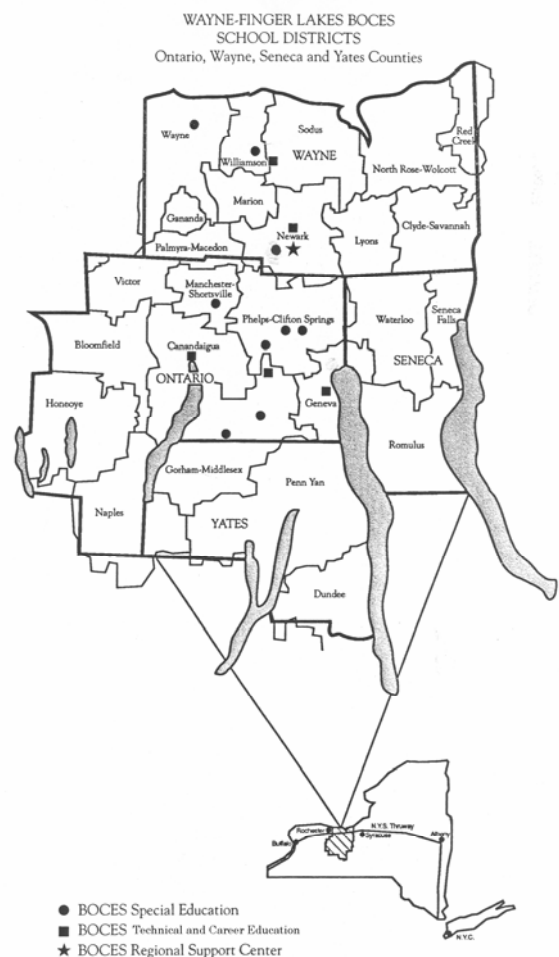 WAYNE-FINGER LAKES BOCES
SCHOOL DISTRICTS
Ontario, Wayne, Seneca and Yates Counties
Wayne
Sodus
Red
Creek
Williamson
WAYNE
North Rose-Wolcott
Marion
Gananda
Newark
Lyons
Clyde-Savannah
Palmyra-Macedon
Victor
Manchester-
Shortsville
Phelps-Clifton Springs
Waterloo
Seneca
Falls
Bloomfield
Canandaigua
SENECA
ONTARIO
Honeoye
Geneva
Romulus
Gorham-Middlesex
Penn Yan
Naples
YATES
Dundee
N.Y.S. Thruway
Rochester
Syracuse
Albany
Buffalo
N.Y.C.
BOCES Special Education
BOCES Technical and Career Education
BOCES Regional Support Center